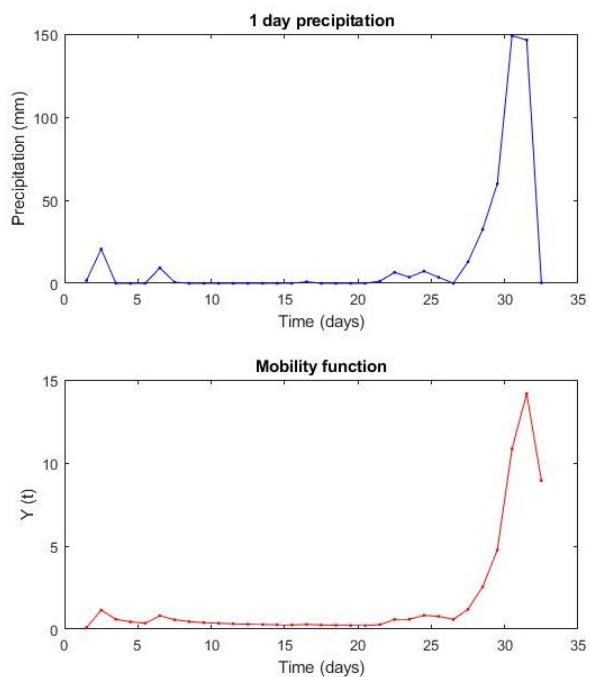 1 day precipitation
Precipitation (mm)
150
100
50
0
0 5 10 15 20 25 30 35
Time (days)
Mobility function
Y (t)
15
10
5
0
0 5 10 15 20 25 30 35
Time (days)